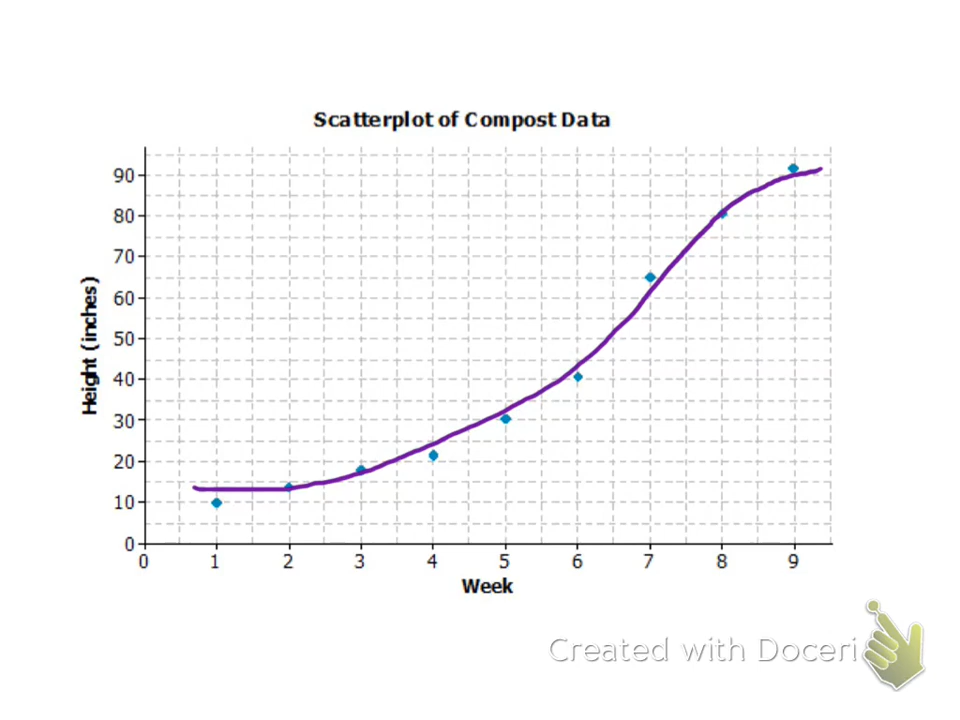 Scatterplot of Compost Data
90
80
70
60
50
40
30
20
10
0
Height (inches)
0 1 2 3 4 5 6 7 8 9
Week
Created with Doceri